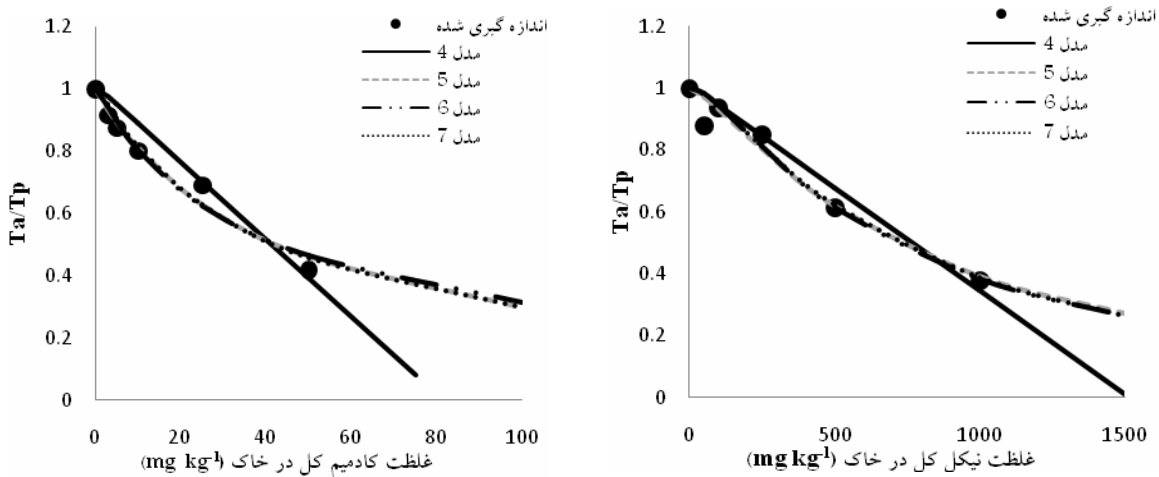 1.2
1
0.8
0.6
0.4
0.2
0
Ta/Tp
اندازه گیری شده
مدل 4
مدل 5
مدل 6
مدل 7
0 20 40 60 80 100
غلظت کادمیم کل در خاک (mg kg-1)
1.2
1
0.8
0.6
0.4
0.2
0
Ta/Tp
اندازه گیری شده
مدل 4
مدل 5
مدل 6
مدل 7
0 500 1000 1500
غلظت نیکل کل در خاک (mg kg-1)